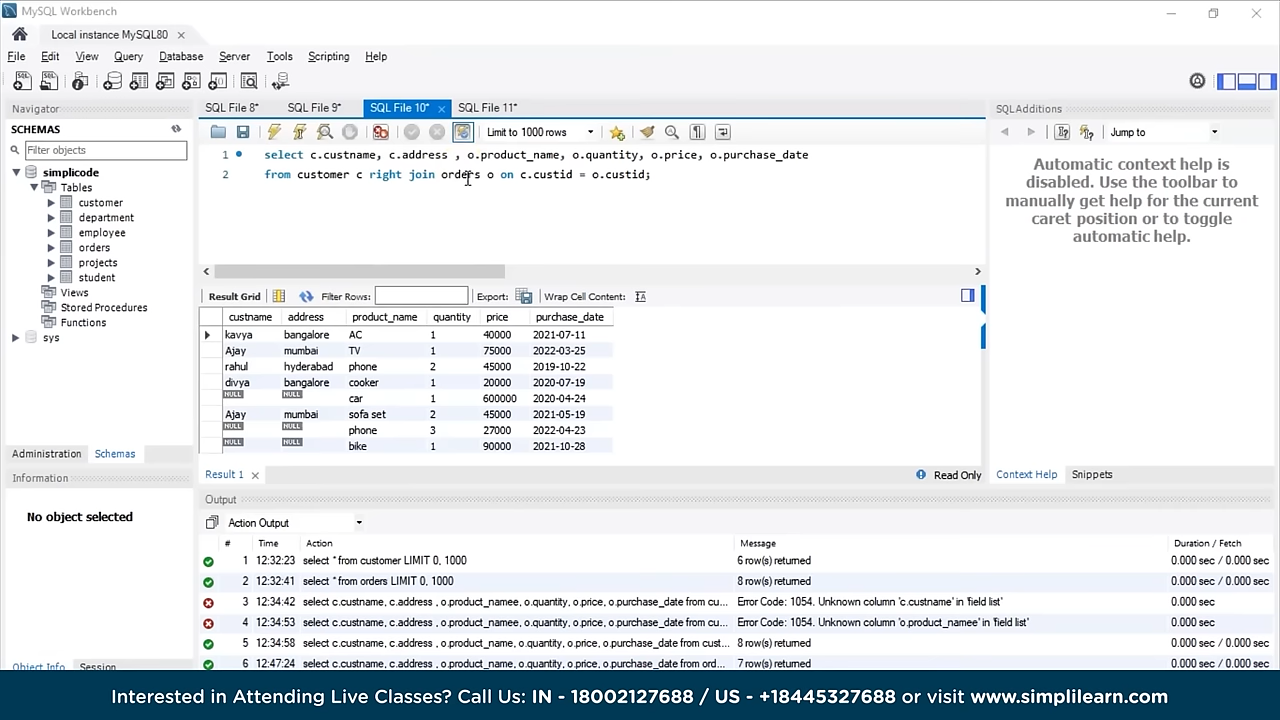 MySQL Workbench
Local instance MySQL80
File Edit View Query Database Server Tools Scripting Help
Navigator
SCHEMAS
Filter objects
simplicode
Tables
customer
department
employee
orders
projects
student
Views
Stored Procedures
Functions
sys
Administration Schemas
Information
No object selected
Object Info Session
SQL File 8* SQL File 9* SQL File 10* SQL File 11*
Limit to 1000 rows
1 select c.custname, c.address , o.product_name, o.quantity, o.price, o.purchase_date
2 from customer c right join orders o on c.custid = o.custid;
Result Grid Filter Rows: Export: Wrap Cell Content:
custname address product_name quantity price purchase_date
kavya bangalore AC 1 40000 2021-07-11
Ajay mumbai TV 1 75000 2022-03-25
rahul hyderabad phone 2 45000 2019-10-22
divya bangalore cooker 1 20000 2020-07-19
NULL NULL car 1 600000 2020-04-24
Ajay mumbai sofa set 2 45000 2021-05-19
NULL NULL phone 3 27000 2022-04-23
NULL NULL bike 1 90000 2021-10-28
Result 1 Read Only
SQL Additions
Jump to
Automatic context help is
disabled. Use the toolbar to
manually get help for the current
caret position or to toggle
automatic help.
Context Help Snippets
Output
Action Output
# Time Action Message Duration / Fetch
1 12:32:23 select * from customer LIMIT 0, 1000 6 row(s) returned 0.000 sec / 0.000 sec
2 12:32:41 select * from orders LIMIT 0, 1000 8 row(s) returned 0.000 sec / 0.000 sec
3 12:34:42 select c.custname, c.address , o.product_namee, o.quantity, o.price, o.purchase_date from cu... Error Code: 1054. Unknown column 'c.custname' in 'field list' 0.000 sec
4 12:34:53 select c.custname, c.address , o.product_namee, o.quantity, o.price, o.purchase_date from cu... Error Code: 1054. Unknown column 'o.product_namee' in 'field list' 0.000 sec
5 12:34:58 select c.custname, c.address , o.product_name, o.quantity, o.price, o.purchase_date from cust... 8 row(s) returned 0.000 sec / 0.000 sec
6 12:47:24 select c.custname, c.address , o.product_name, o.quantity, o.price, o.purchase_date from ord... 7 row(s) returned 0.000 sec / 0.000 sec
Interested in Attending Live Classes? Call Us: IN - 18002127688 / US - +18445327688 or visit www.simplilearn.com